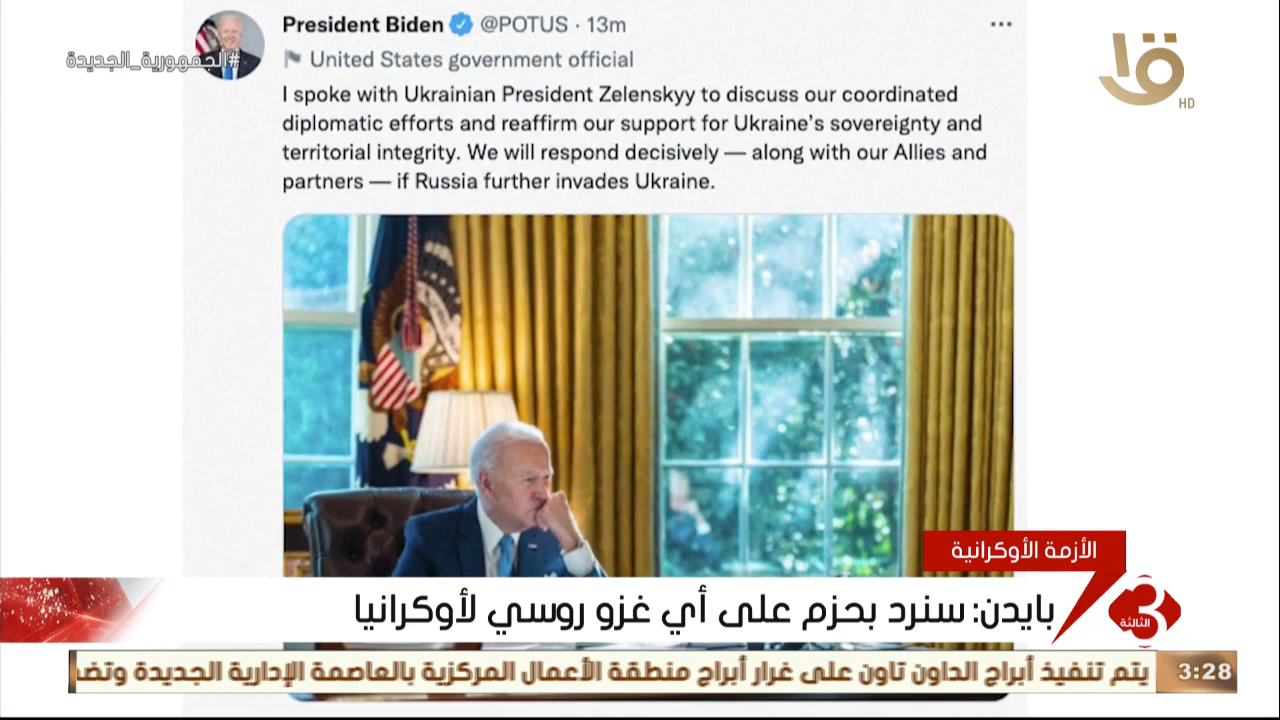 President Biden @POTUS · 13m
United States government official
#الجمهورية_الجديدة
HD
I spoke with Ukrainian President Zelenskyy to discuss our coordinated
diplomatic efforts and reaffirm our support for Ukraine's sovereignty and
territorial integrity. We will respond decisively — along with our Allies and
partners — if Russia further invades Ukraine.
الأزمة الأوكرانية
بايدن: سنرد بحزم على أي غزو روسي لأوكرانيا
3 الثالثة
يتم تنفيذ أبراج الداون تاون على غرار أبراج منطقة الأعمال المركزية بالعاصمة الإدارية الجديدة وتض
3:28